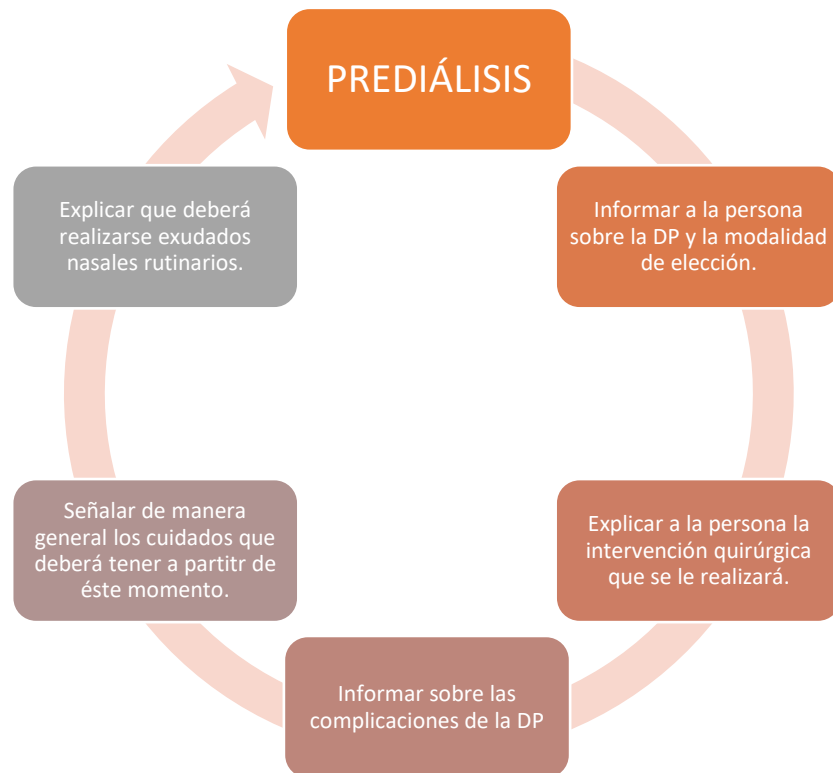 PREDIÁLISIS
Informar a la persona
sobre la DP y la modalidad
de elección.
Explicar a la persona la
intervención quirúrgica
que se le realizará.
Informar sobre las
complicaciones de la DP
Señalar de manera
general los cuidados que
deberá tener a partitr de
éste momento.
Explicar que deberá
realizarse exudados
nasales rutinarios.